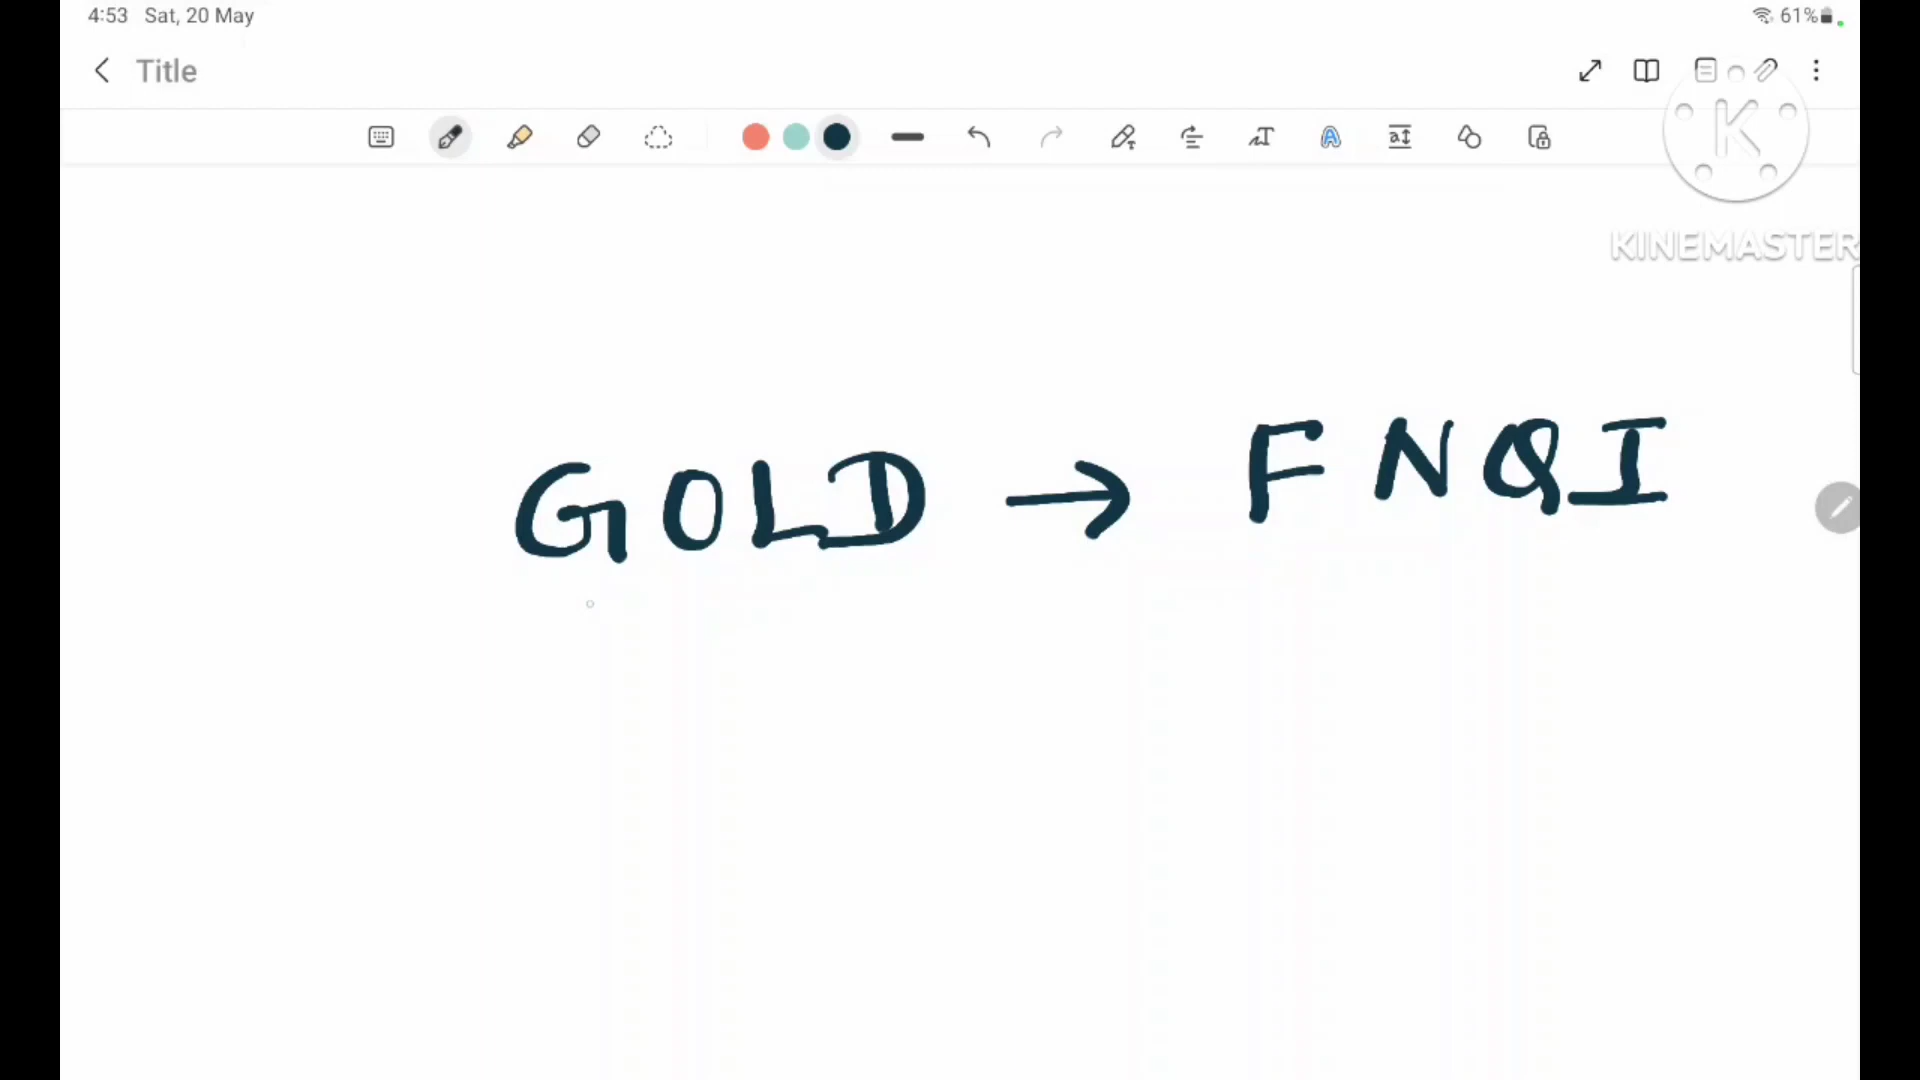 4:53 Sat, 20 May 61%
Title
K
KINEMASTER
GOLD → FNQI